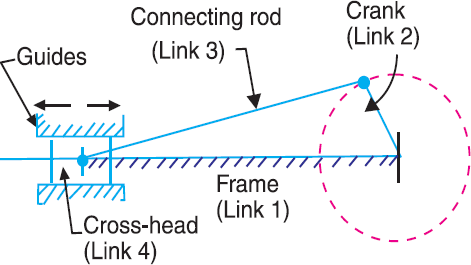 Connecting rod
(Link 3)
Crank
(Link 2)
Guides
Frame
(Link 1)
Cross-head
(Link 4)